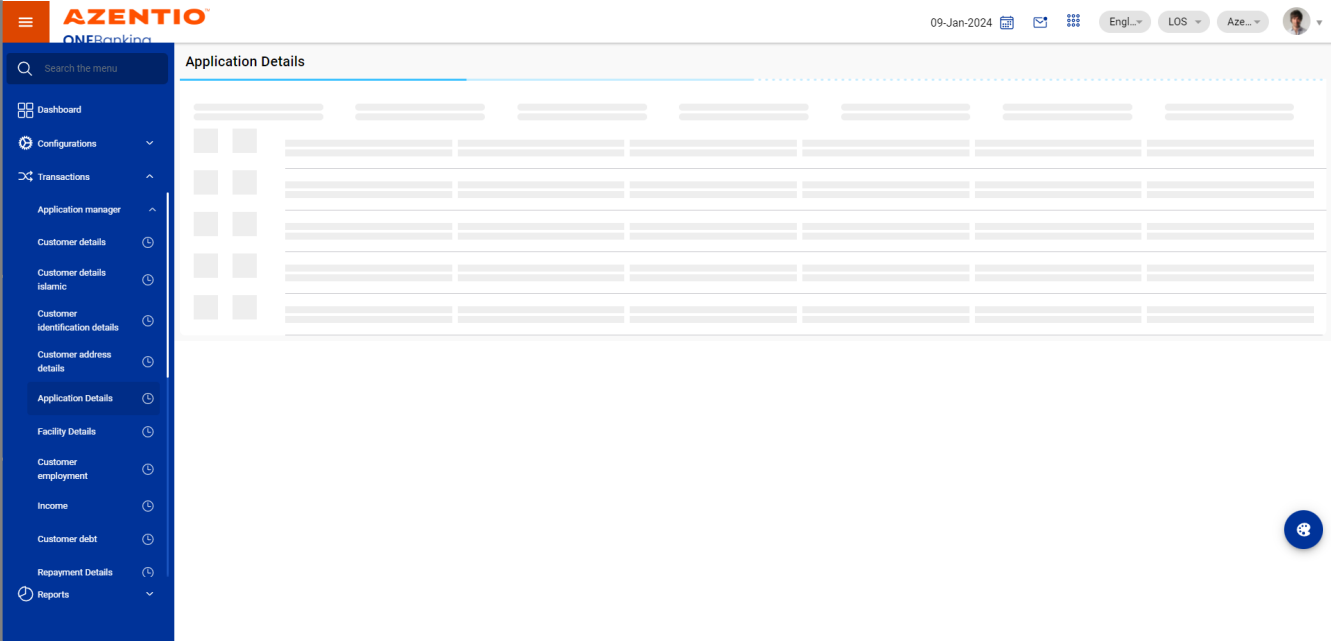 AZENTIO™
ONEBanking
09-Jan-2024
Engl...
LOS
Aze...
Search the menu
Dashboard
Configurations
Transactions
Application manager
Customer details
Customer details
islamic
Customer
identification details
Customer address
details
Application Details
Facility Details
Customer
employment
Income
Customer debt
Repayment Details
Reports
Application Details